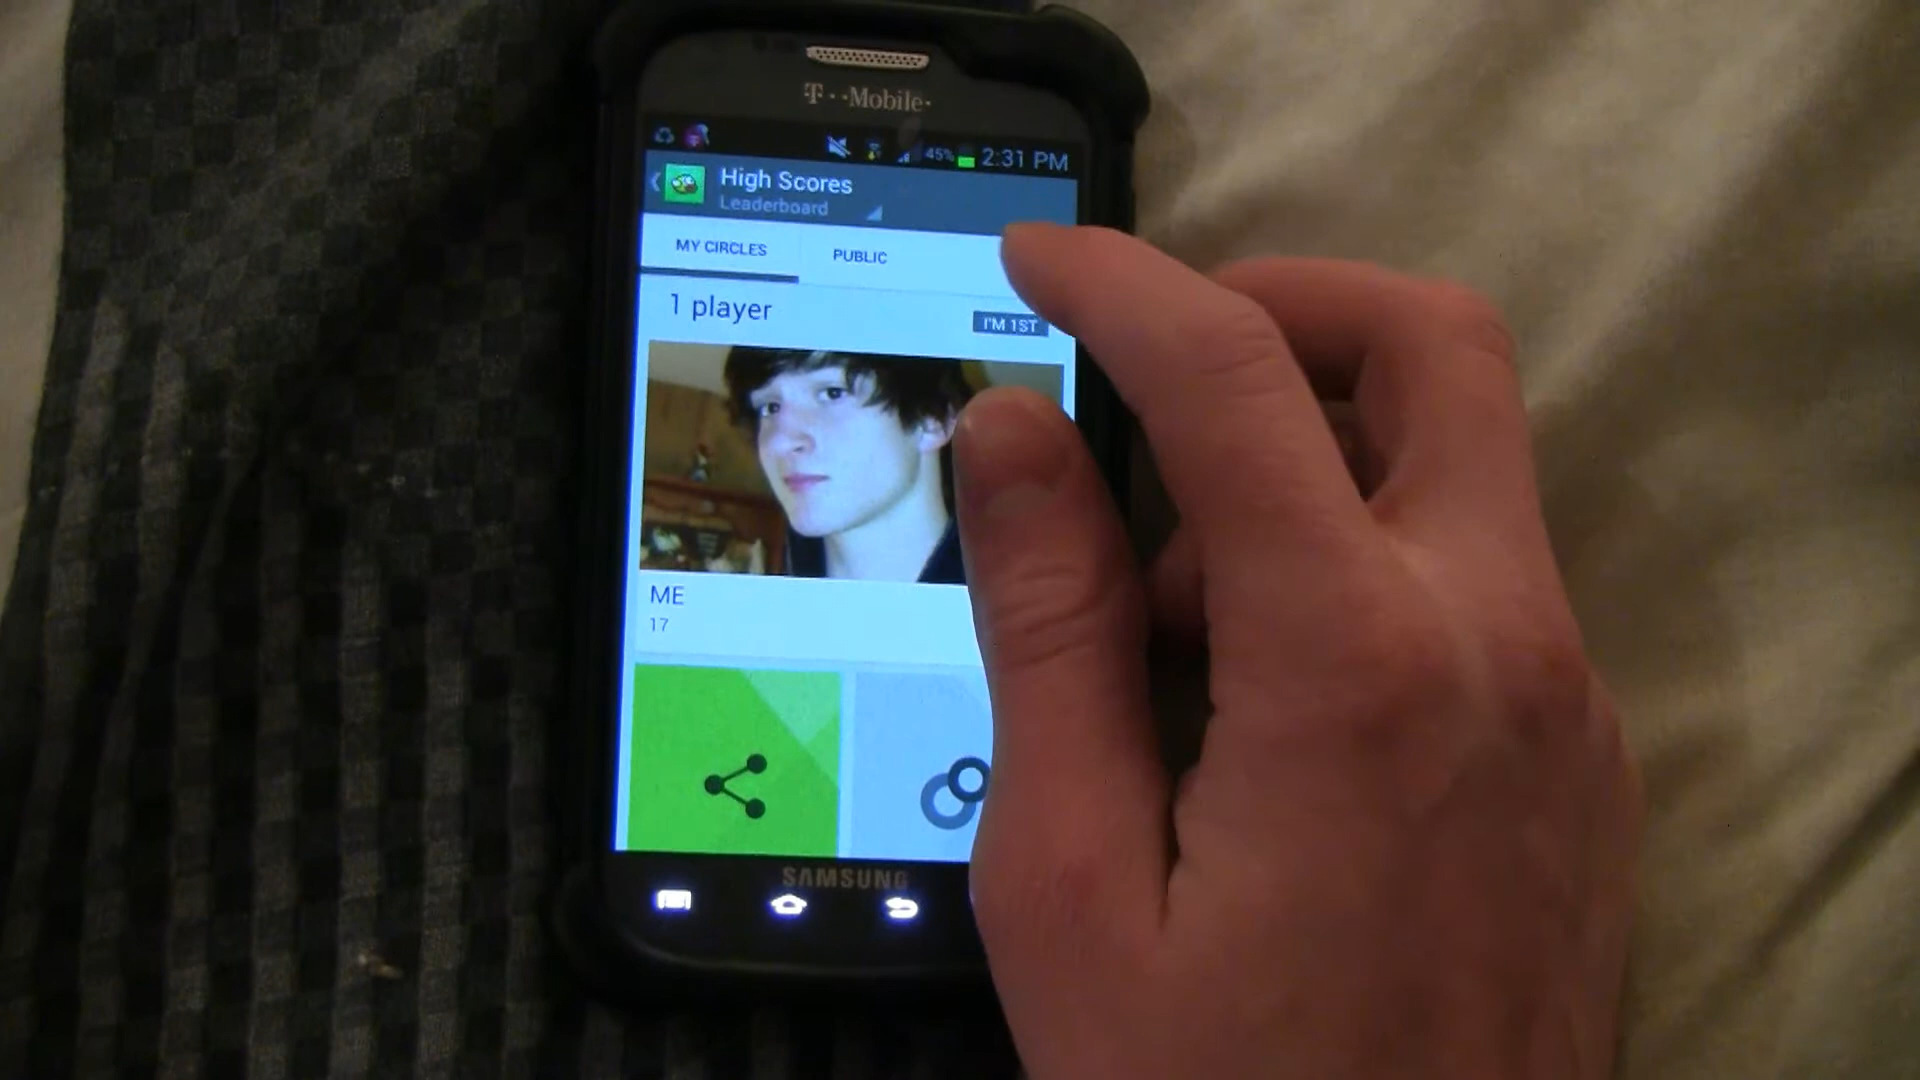 T··Mobile·
45% 2:31 PM
High Scores
Leaderboard
MY CIRCLES PUBLIC
1 player
I'M 1ST
ME
17
SAMSUNG